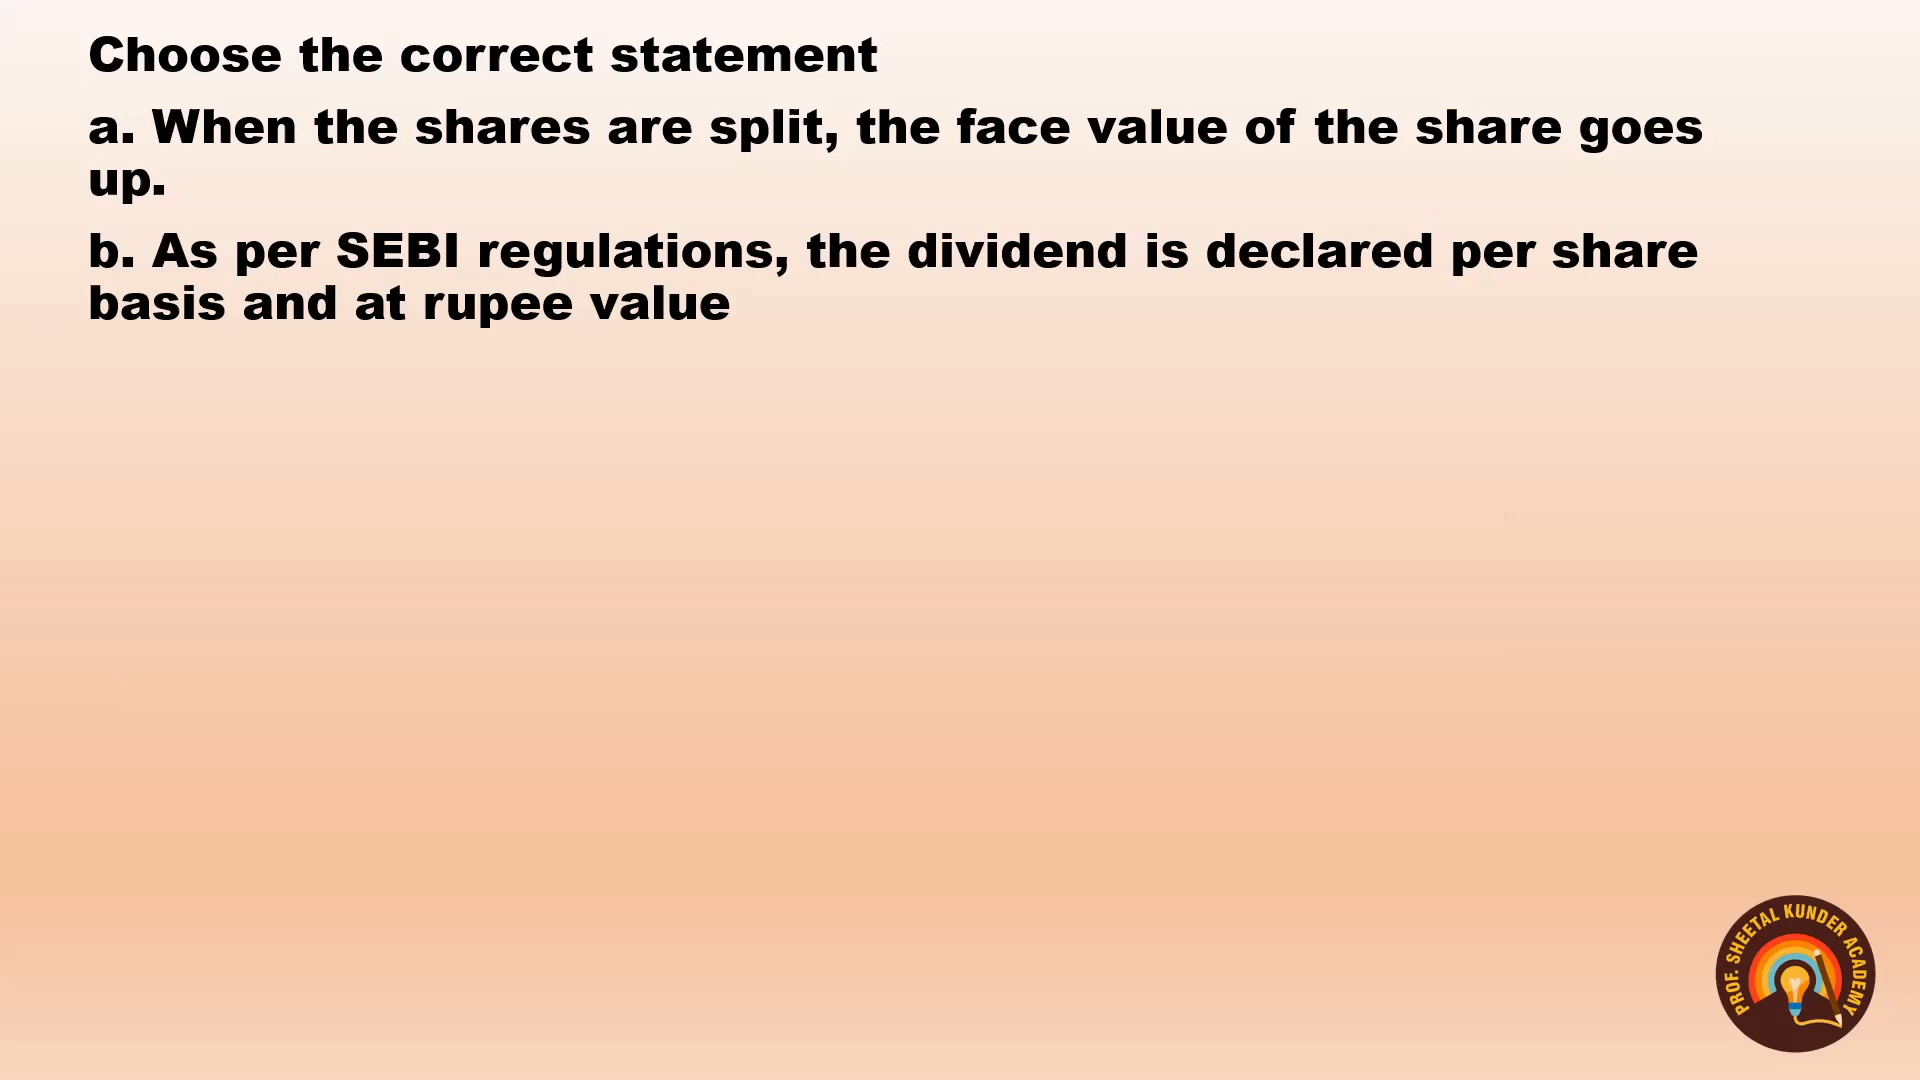 Choose the correct statement
a. When the shares are split, the face value of the share goes
up.
b. As per SEBI regulations, the dividend is declared per share
basis and at rupee value
PROF. SHEETAL KUNDER ACADEMY